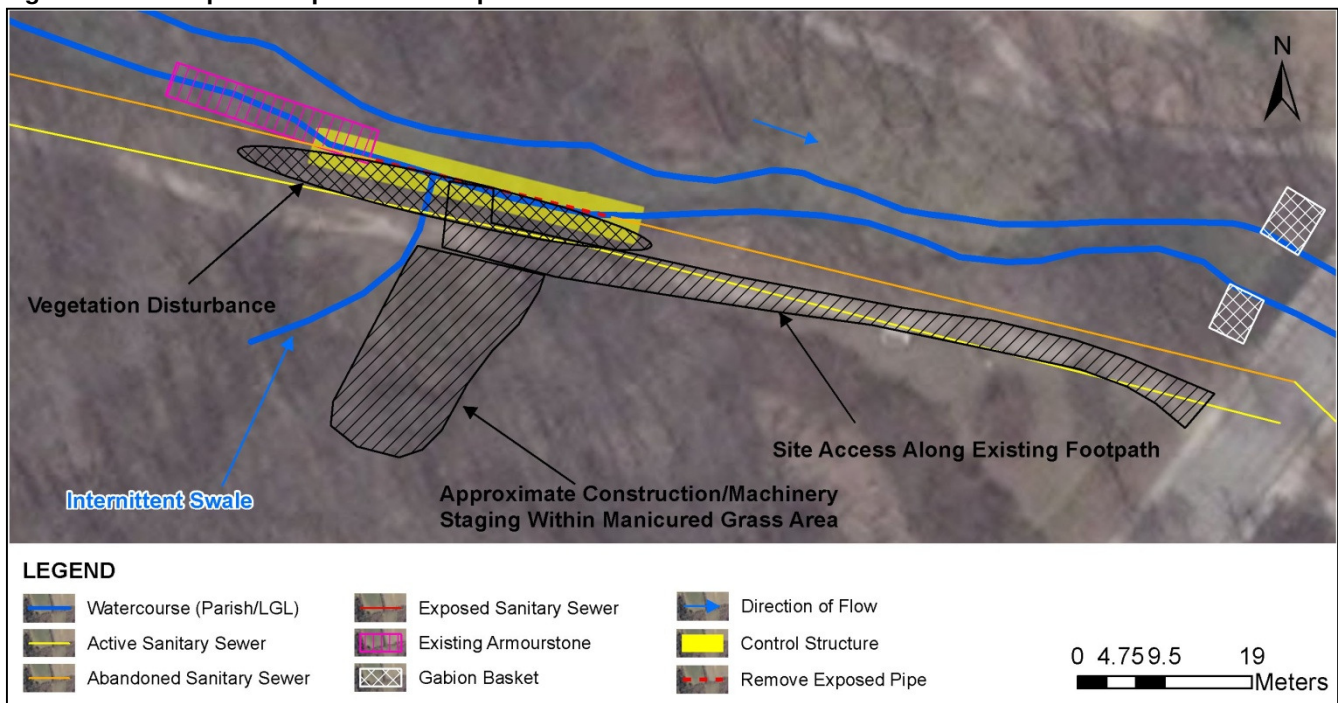 N
Vegetation Disturbance
Site Access Along Existing Footpath
Internittent Swale
Approximate Construction/Machinery
Staging Within Manicured Grass Area
LEGEND
Watercourse (Parish/LGL)
Active Sanitary Sewer
Abandoned Sanitary Sewer
Exposed Sanitary Sewer
Existing Armourstone
Gabion Basket
Direction of Flow
Control Structure
Remove Exposed Pipe
0 4.75 9.5 19
Meters